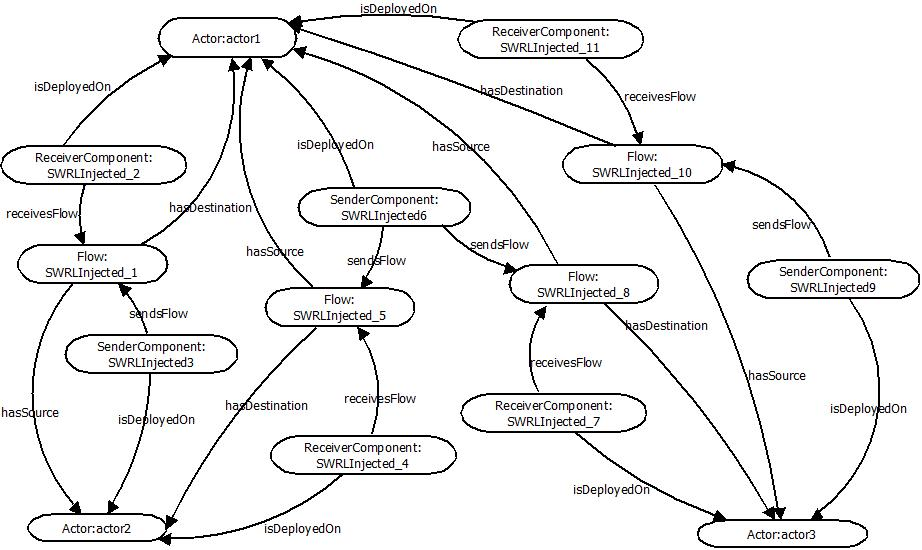 isDeployedOn
Actor:actor1
ReceiverComponent:
SWRLInjected_11
isDeployedOn
hasDestination
receivesFlow
isDeployedOn
hasSource
ReceiverComponent:
SWRLInjected_2
Flow:
SWRLInjected_10
receivesFlow
hasDestination
SenderComponent:
SWRLInjected6
sendsFlow
sendsFlow
hasSource
sendsFlow
Flow:
SWRLInjected_1
SenderComponent:
SWRLInjected9
Flow:
SWRLInjected_8
Flow:
SWRLInjected_5
sendsFlow
hasDestination
SenderComponent:
SWRLInjected3
receivesFlow
hasSource
hasSource
isDeployedOn
hasDestination
receivesFlow
isDeployedOn
ReceiverComponent:
SWRLInjected_7
ReceiverComponent:
SWRLInjected_4
isDeployedOn
Actor:actor2
isDeployedOn
Actor:actor3